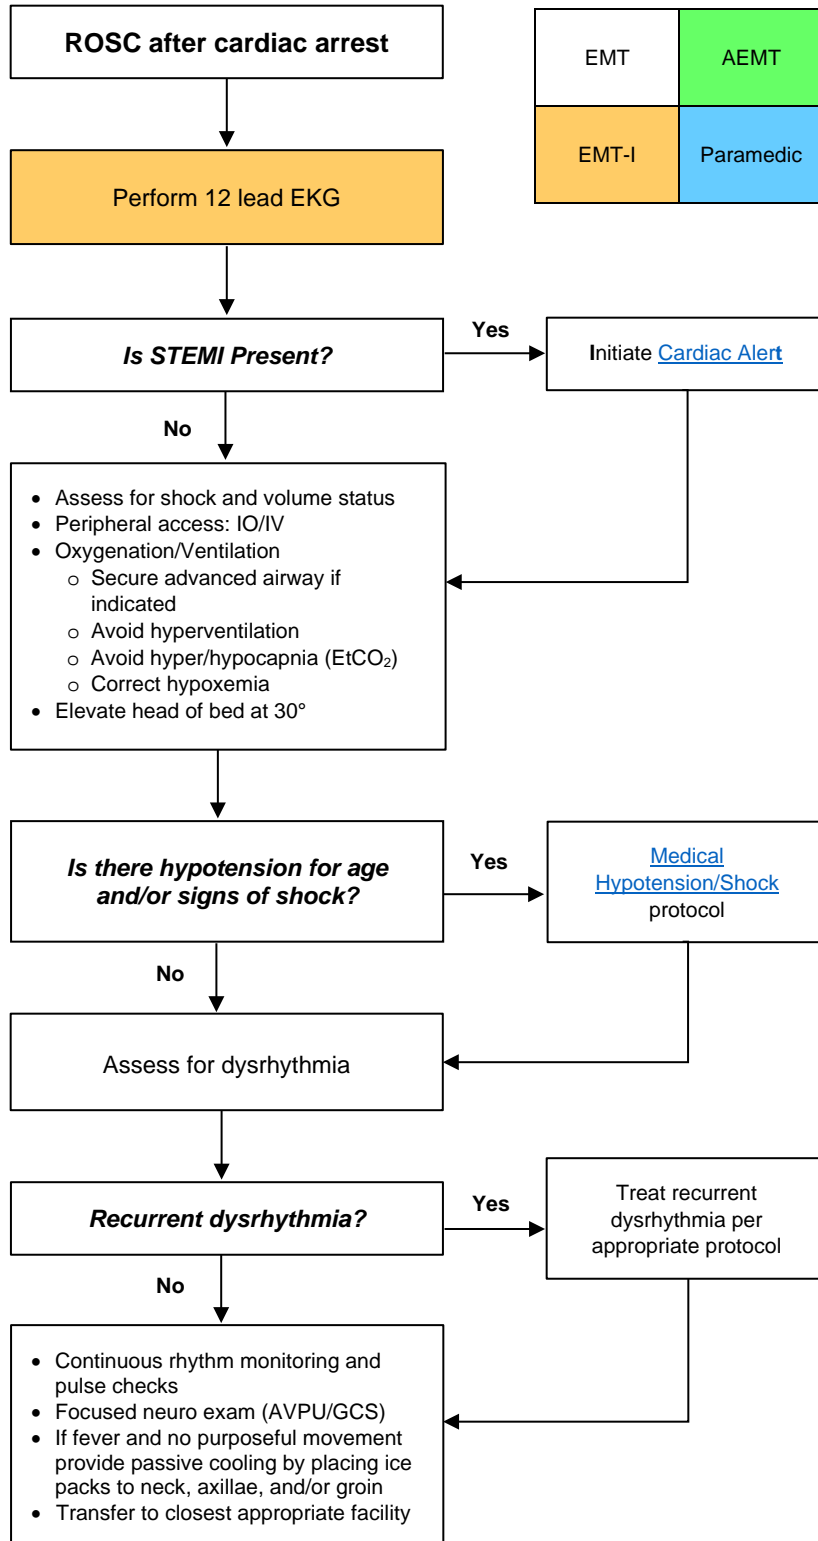 ROSC after cardiac arrest
EMT
AEMT
EMT-I
Paramedic
Perform 12 lead EKG
Is STEMI Present?
Yes
Initiate Cardiac Alert
No
• Assess for shock and volume status
• Peripheral access: IO/IV
• Oxygenation/Ventilation
o Secure advanced airway if
indicated
o Avoid hyperventilation
o Avoid hyper/hypocapnia (EtCO₂)
o Correct hypoxemia
• Elevate head of bed at 30°
Is there hypotension for age
and/or signs of shock?
Yes
Medical
Hypotension/Shock
protocol
No
Assess for dysrhythmia
Recurrent dysrhythmia?
Yes
Treat recurrent
dysrhythmia per
appropriate protocol
No
• Continuous rhythm monitoring and
pulse checks
• Focused neuro exam (AVPU/GCS)
• If fever and no purposeful movement
provide passive cooling by placing ice
packs to neck, axillae, and/or groin
• Transfer to closest appropriate facility